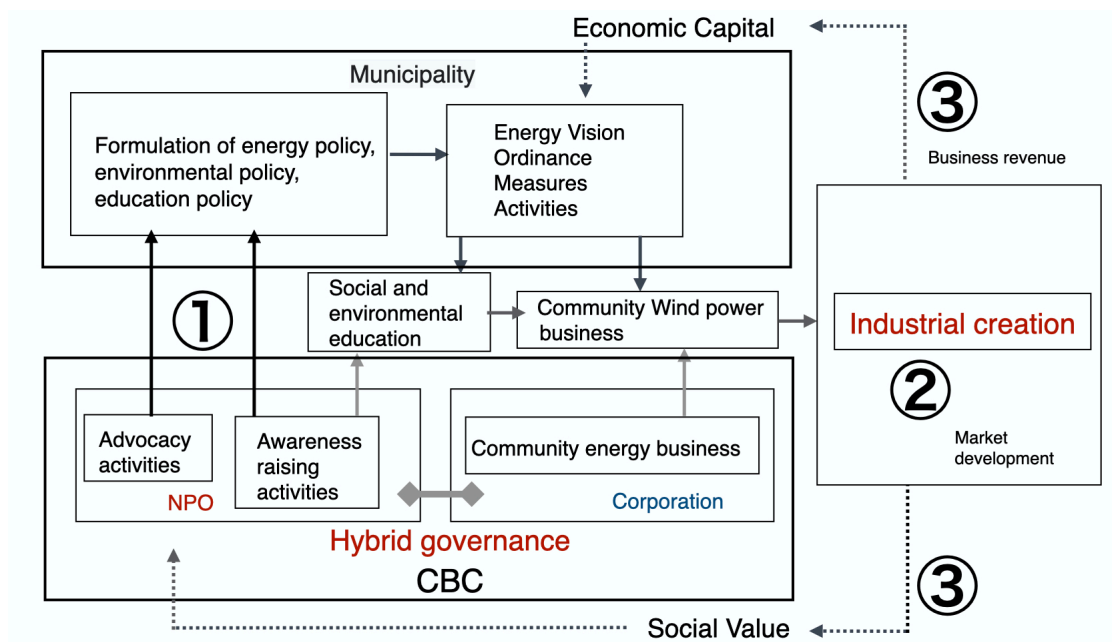 Economic Capital
Municipality
③
Business revenue
Formulation of energy policy,
environmental policy,
education policy
Energy Vision
Ordinance
Measures
Activities
①
Social and
environmental
education
Community Wind power
business
Industrial creation
②
Market
development
Advocacy
activities
Awareness
raising
activities
NPO
Community energy business
Corporation
Hybrid governance
CBC
③
Social Value